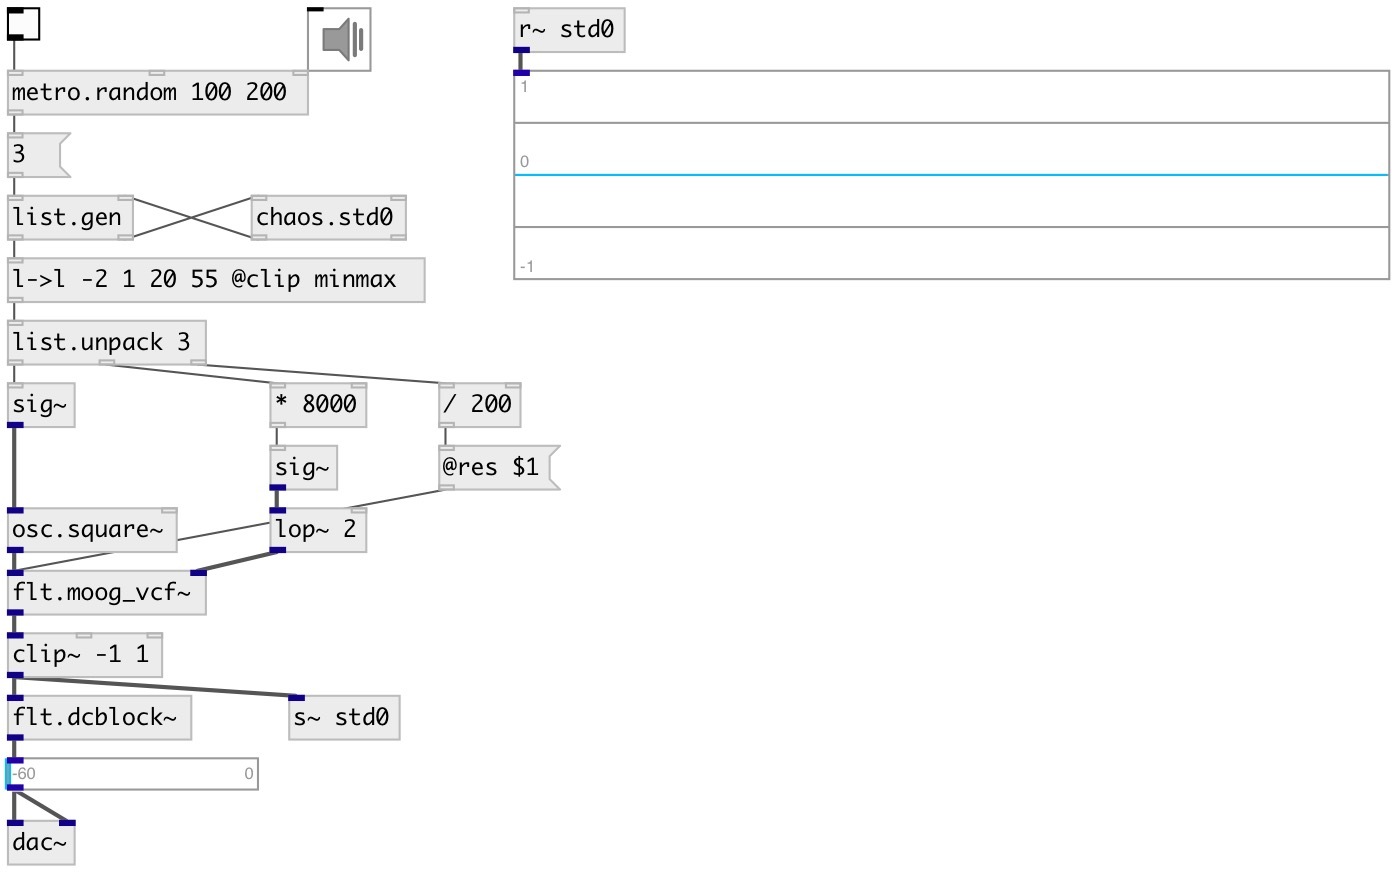 r~ std0
metro.random 100 200
1
3
0
list.gen
chaos.std0
-1
l->l -2 1 20 55 @clip minmax
list.unpack 3
sig~
* 8000
/ 200
sig~
@res $1
osc.square~
lop~ 2
flt.moog_vcf~
clip~ -1 1
flt.dcblock~
s~ std0
-60
0
dac~